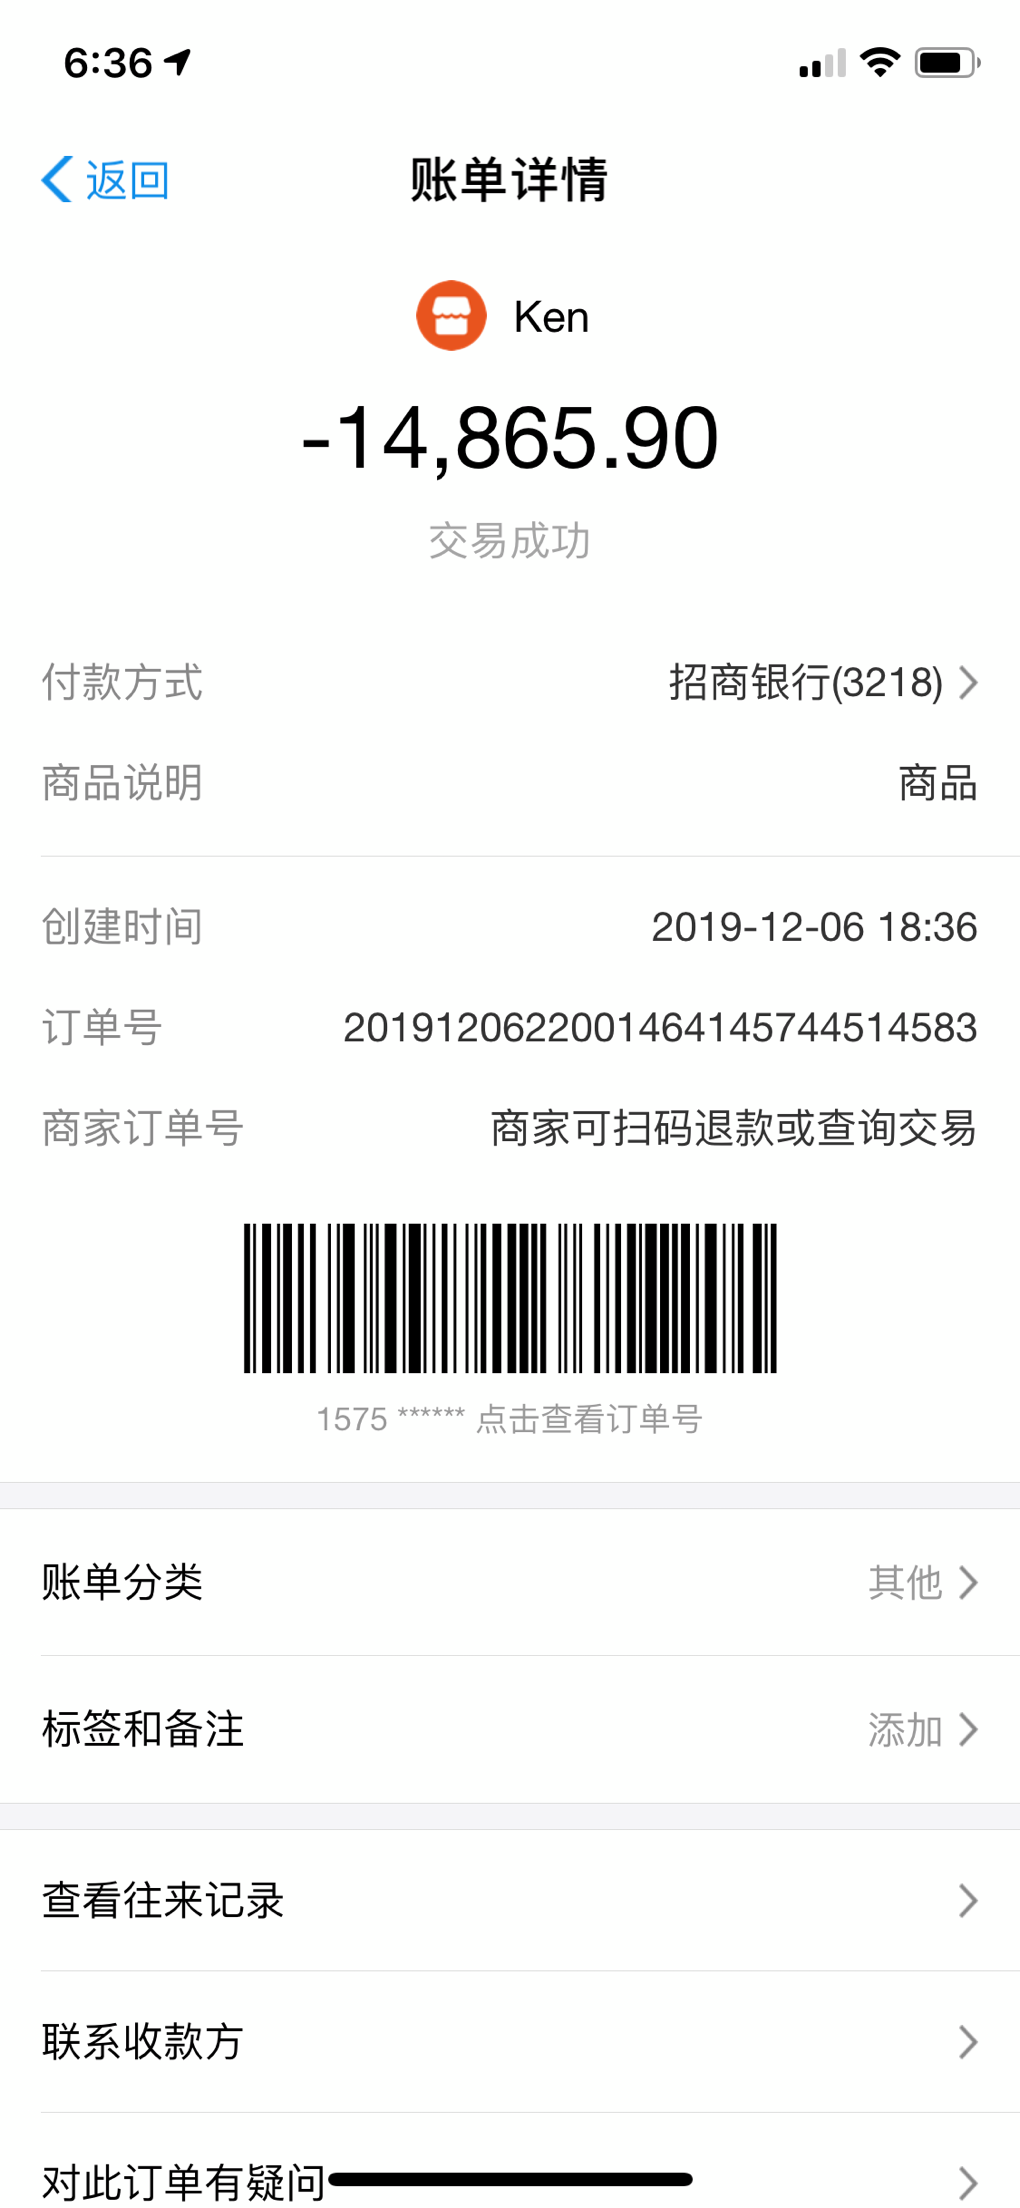 6:36
返回
账单详情
Ken
-14,865.90
交易成功
付款方式 招商银行(3218)
商品说明 商品
创建时间 2019-12-06 18:36
订单号 2019120622001464145744514583
商家订单号 商家可扫码退款或查询交易
1575 ****** 点击查看订单号
账单分类 其他
标签和备注 添加
查看往来记录
联系收款方
对此订单有疑问